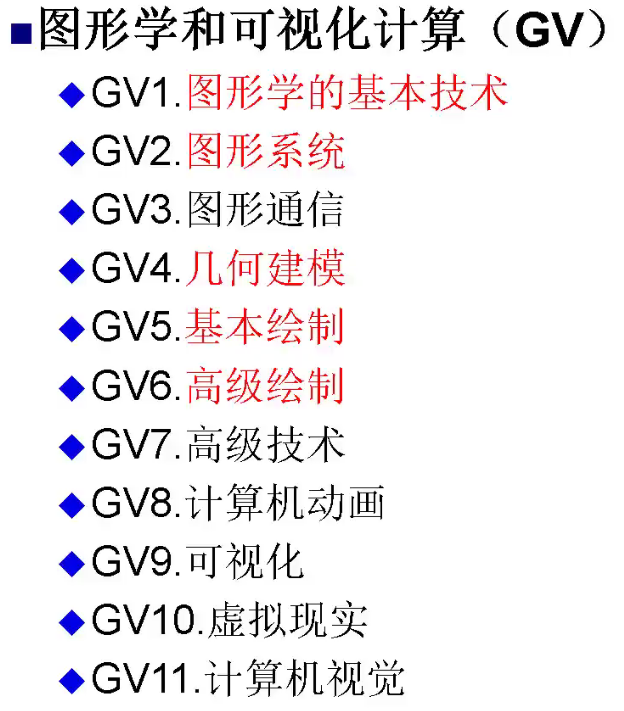 图形学和可视化计算（GV）
GV1.图形学的基本技术
GV2.图形系统
GV3.图形通信
GV4.几何建模
GV5.基本绘制
GV6.高级绘制
GV7.高级技术
GV8.计算机动画
GV9.可视化
GV10.虚拟现实
GV11.计算机视觉